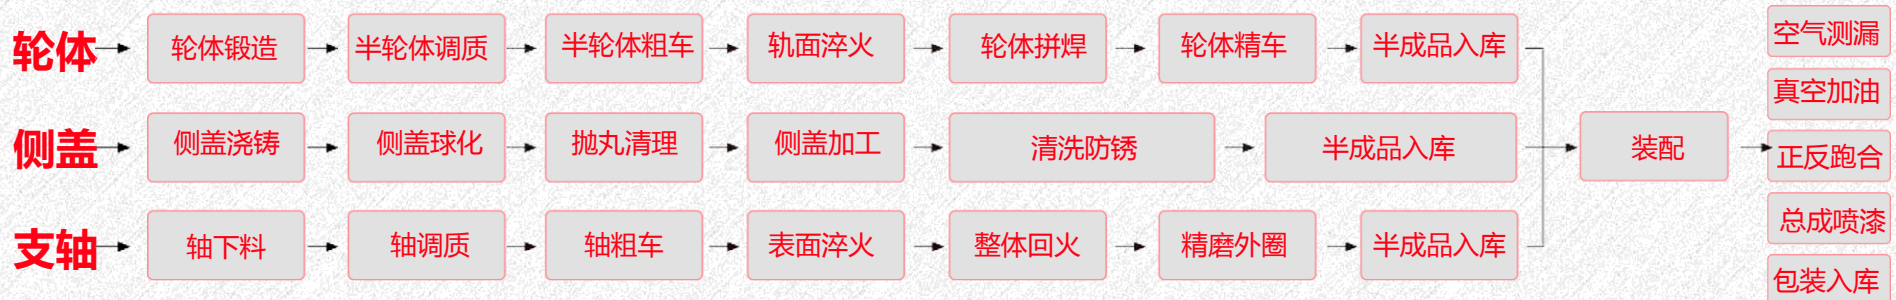 轮体
轮体锻造
半轮体调质
半轮体粗车
轨面淬火
轮体拼焊
轮体精车
半成品入库
侧盖
侧盖浇铸
侧盖球化
抛丸清理
侧盖加工
清洗防锈
半成品入库
支轴
轴下料
轴调质
轴粗车
表面淬火
整体回火
精磨外圈
半成品入库
装配
空气测漏
真空加油
正反跑合
总成喷漆
包装入库